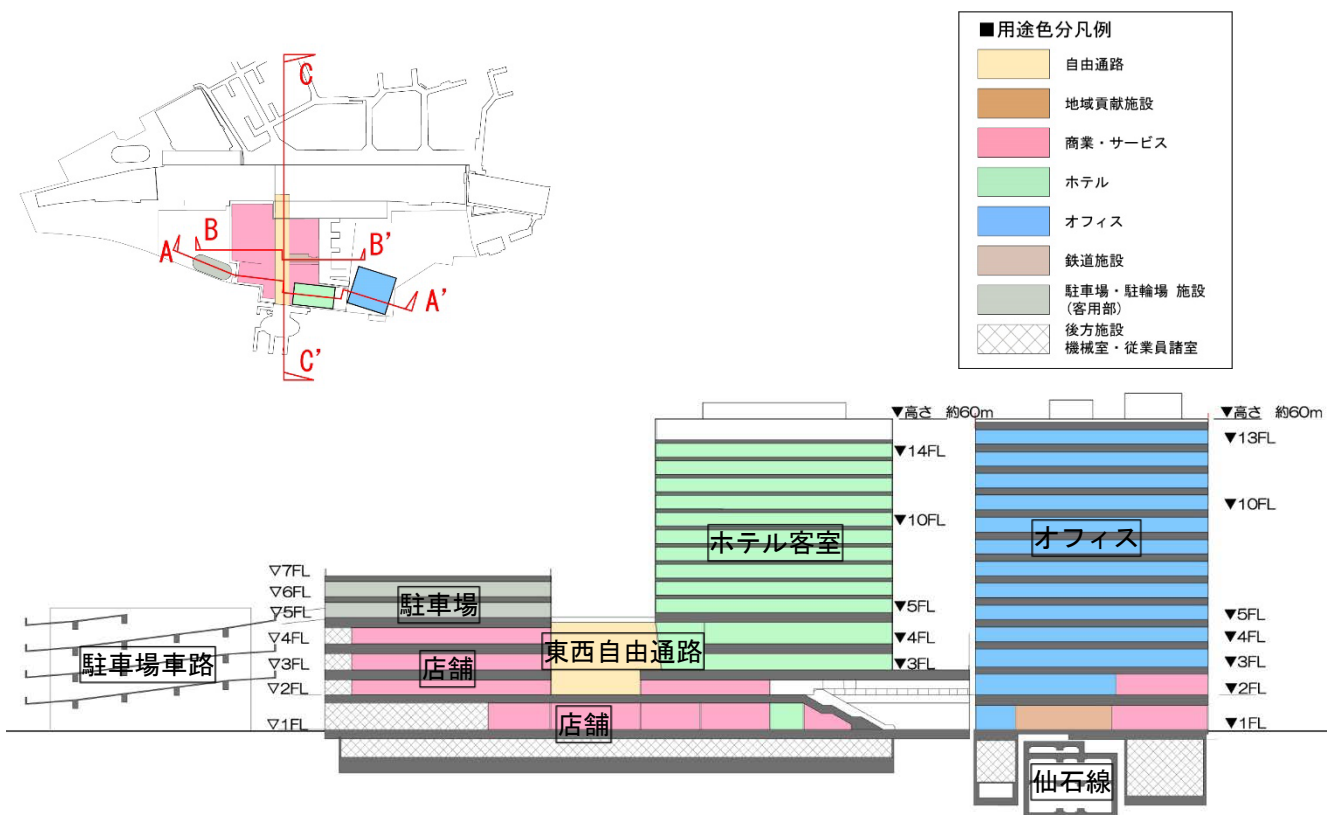 ■用途色分凡例
自由通路
地域貢献施設
商業・サービス
ホテル
オフィス
鉄道施設
駐車場・駐輪場 施設
(客用部)
後方施設
機械室・従業員諸室
C
B
A
B'
A'
C'
▼高さ 約60m
▼14FL
▼10FL
▼5FL
▼4FL
▼3FL
ホテル客室
▼高さ 約60m
▼13FL
▼10FL
▼5FL
▼4FL
▼3FL
▼2FL
▼1FL
オフィス
▽7FL
▽6FL
▽5FL
▽4FL
▽3FL
▽2FL
▽1FL
駐車場
駐車場車路
東西自由通路
店舗
店舗
仙石線